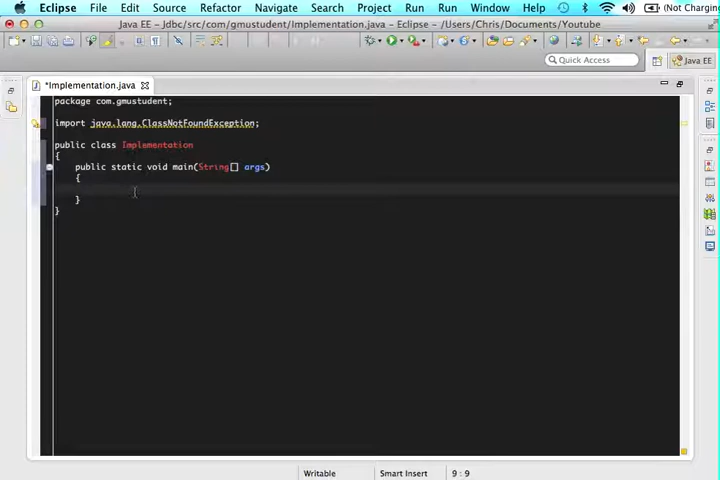 Eclipse File Edit Source Refactor Navigate Search Project Run Run Window Help (Not Charging
Java EE - Jdbc/src/com/gmustudent/Implementation.java - Eclipse - /Users/Chris/Documents/Youtube
Quick Access
Java EE
*Implementation.java
package com.gmustudent;
import java.lang.ClassNotFoundException;
public class Implementation
{
public static void main(String[] args)
{
}
}
Writable Smart Insert 9 : 9